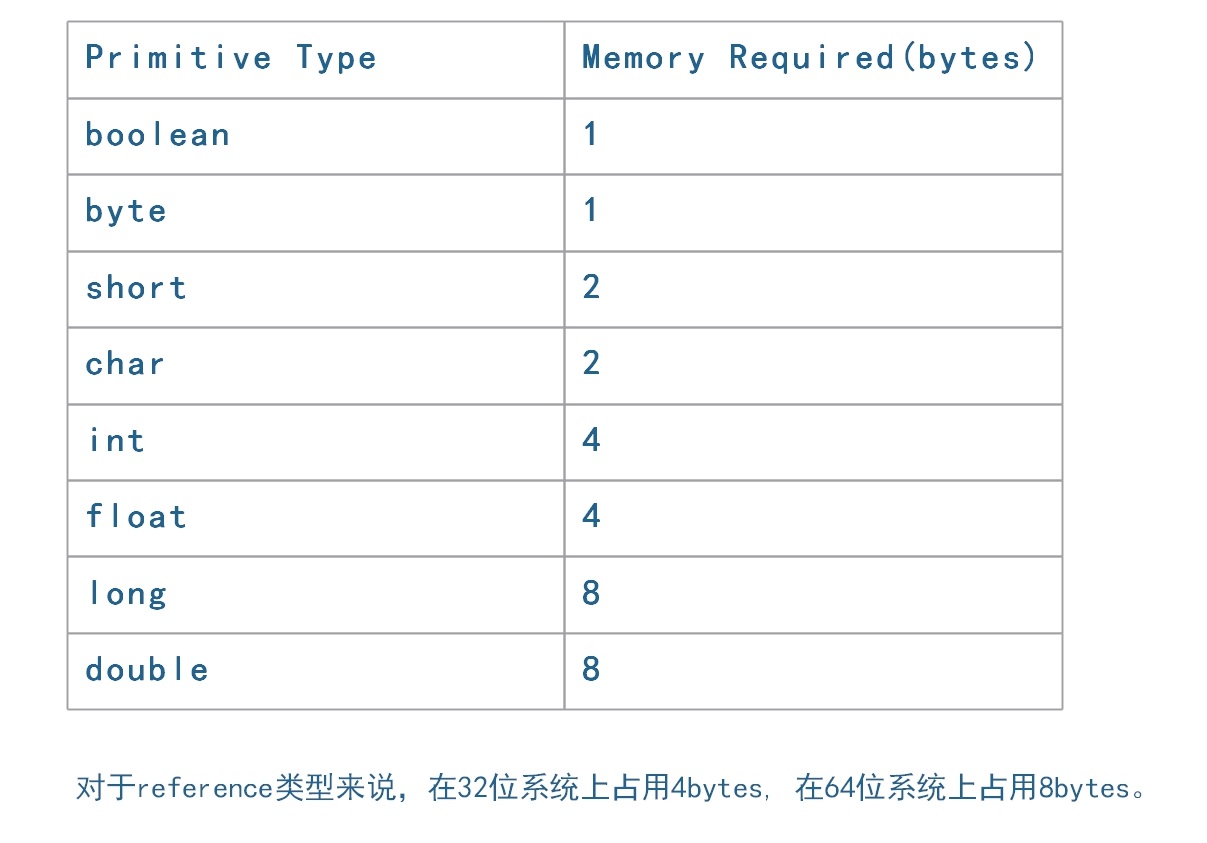 Primitive Type Memory Required(bytes)
boolean 1
byte 1
short 2
char 2
int 4
float 4
long 8
double 8
对于reference类型来说，在32位系统上占用4bytes, 在64位系统上占用8bytes。